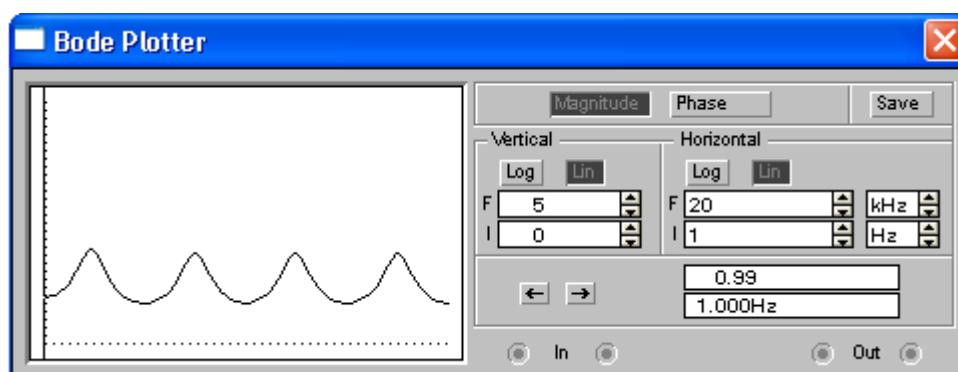 Bode Plotter
Magnitude Phase Save
Vertical Horizontal
Log Lin Log Lin
F 5 F 20 kHz
I 0 I 1 Hz
0.99
1.000Hz
In Out